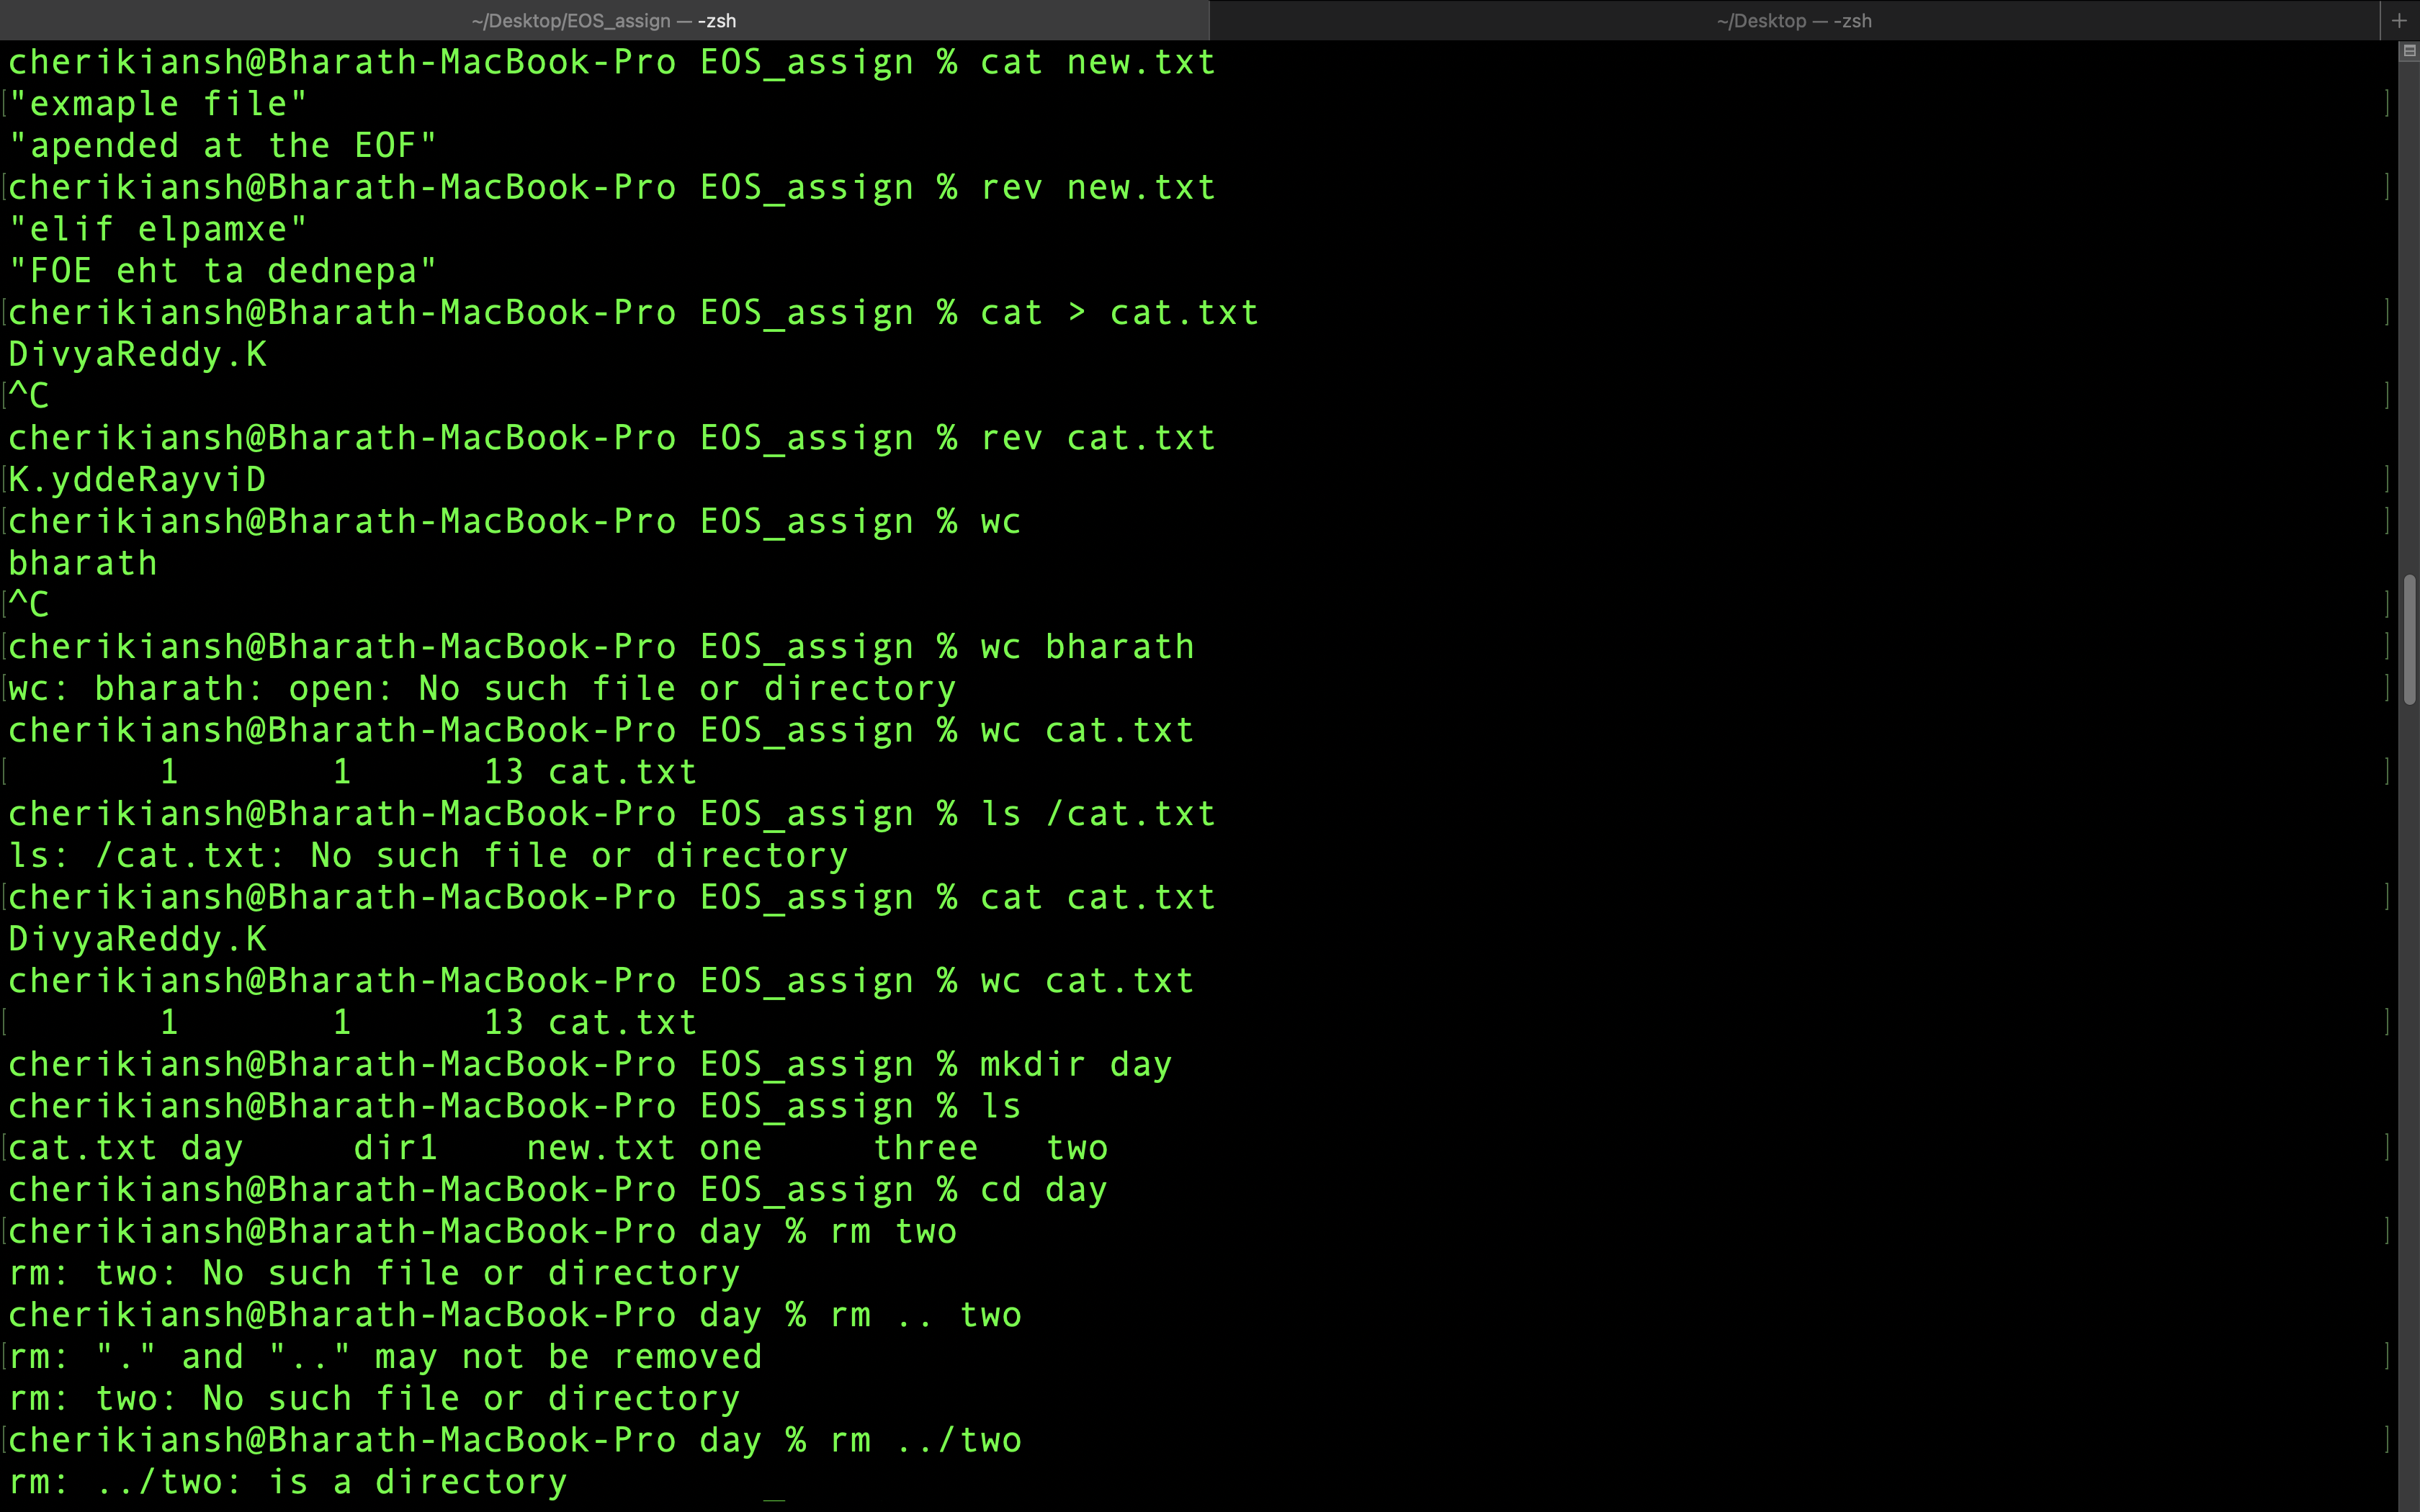 ~/Desktop/EOS_assign — -zsh
~/Desktop — -zsh
+
cherikiansh@Bharath-MacBook-Pro EOS_assign % cat new.txt
["exmaple file" ]
"apended at the EOF"
[cherikiansh@Bharath-MacBook-Pro EOS_assign % rev new.txt ]
"elif elpamxe"
"FOE eht ta dednepa"
[cherikiansh@Bharath-MacBook-Pro EOS_assign % cat > cat.txt ]
DivyaReddy.K
[^C ]
cherikiansh@Bharath-MacBook-Pro EOS_assign % rev cat.txt
[K.yddeRayviD ]
[cherikiansh@Bharath-MacBook-Pro EOS_assign % wc ]
bharath
[^C ]
[cherikiansh@Bharath-MacBook-Pro EOS_assign % wc bharath ]
[wc: bharath: open: No such file or directory ]
cherikiansh@Bharath-MacBook-Pro EOS_assign % wc cat.txt
[       1       1      13 cat.txt ]
cherikiansh@Bharath-MacBook-Pro EOS_assign % ls /cat.txt
ls: /cat.txt: No such file or directory
[cherikiansh@Bharath-MacBook-Pro EOS_assign % cat cat.txt ]
DivyaReddy.K
cherikiansh@Bharath-MacBook-Pro EOS_assign % wc cat.txt
[       1       1      13 cat.txt ]
cherikiansh@Bharath-MacBook-Pro EOS_assign % mkdir day
cherikiansh@Bharath-MacBook-Pro EOS_assign % ls
[cat.txt day     dir1    new.txt one     three   two ]
cherikiansh@Bharath-MacBook-Pro EOS_assign % cd day
[cherikiansh@Bharath-MacBook-Pro day % rm two ]
rm: two: No such file or directory
cherikiansh@Bharath-MacBook-Pro day % rm .. two
[rm: "." and ".." may not be removed ]
rm: two: No such file or directory
[cherikiansh@Bharath-MacBook-Pro day % rm ../two ]
rm: ../two: is a directory